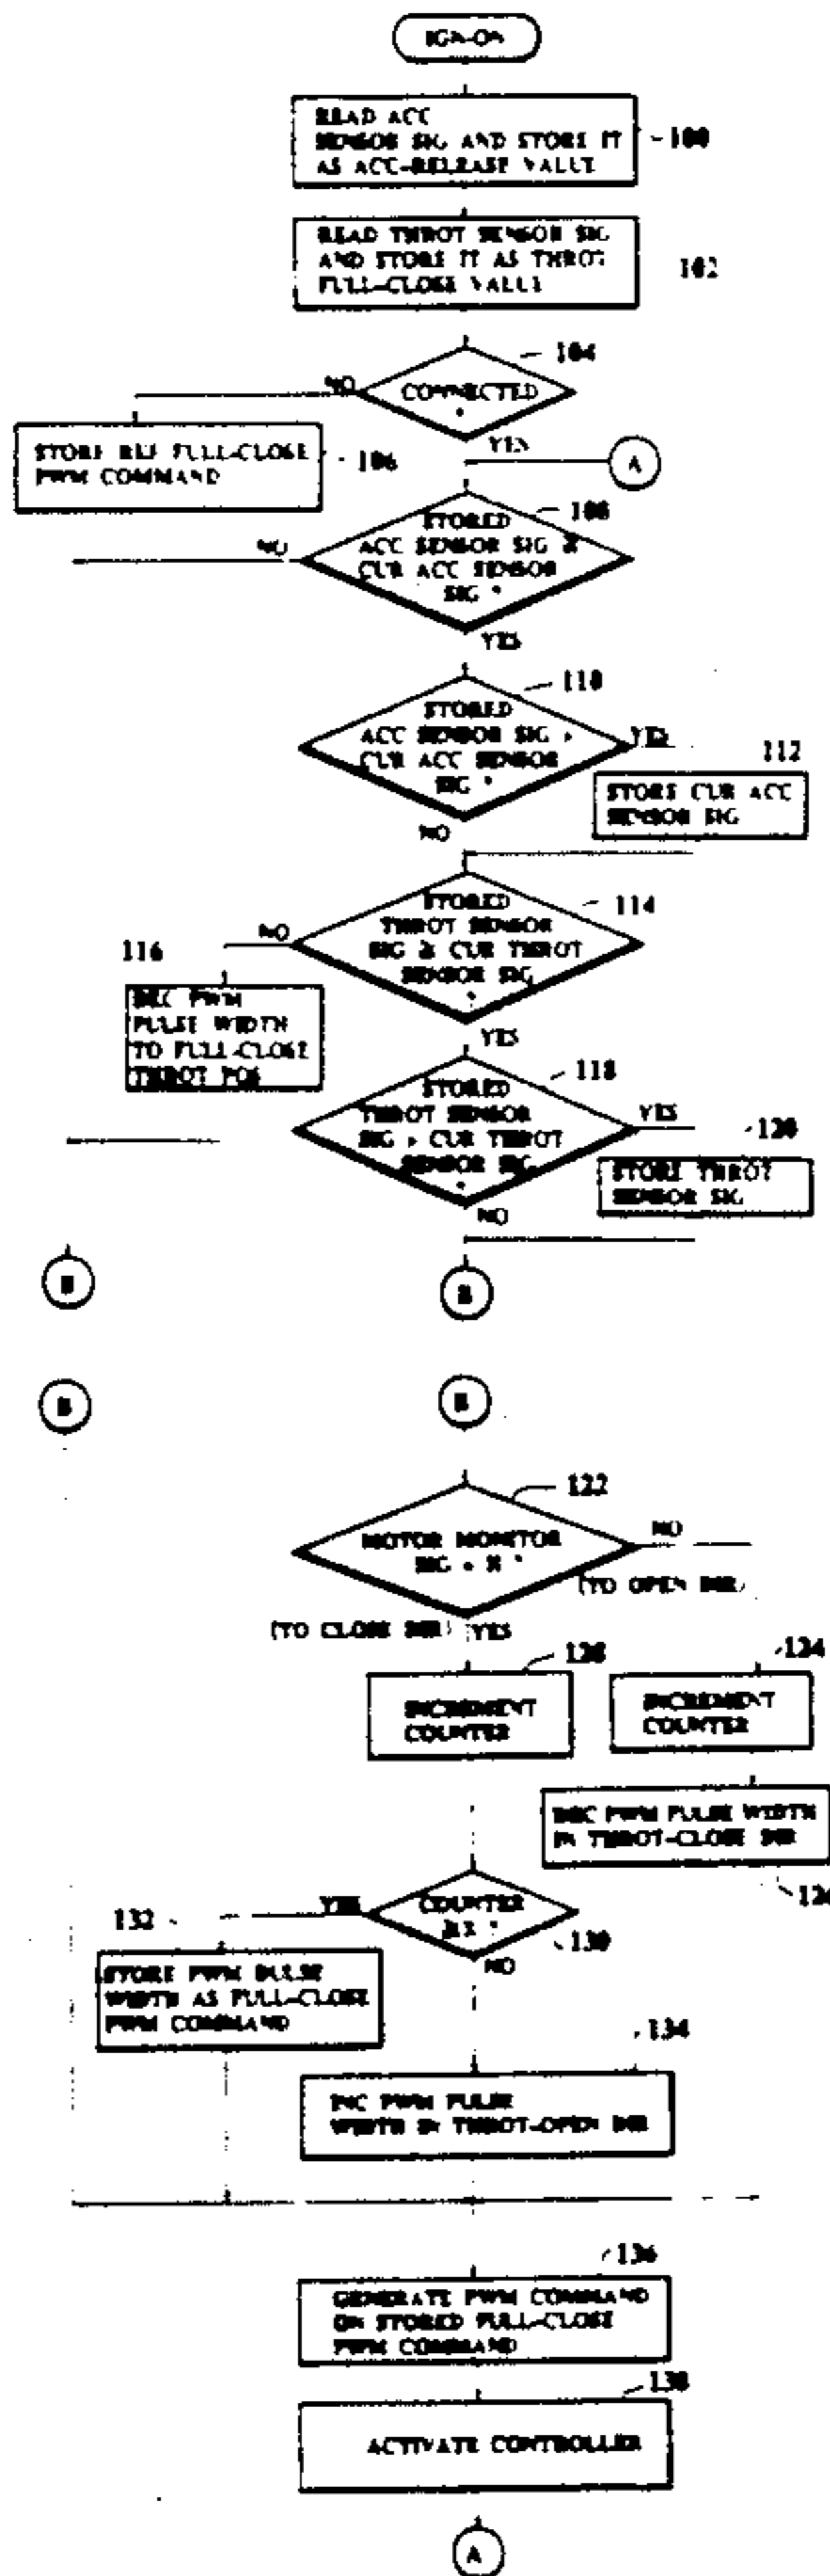 IGN-ON
READ ACC
SENSOR SIG AND STORE IT
AS ACC-RELEASE VALUE
100
READ THROT SENSOR SIG
AND STORE IT AS THROT
FULL-CLOSE VALUE
102
104
CONNECTED
?
NO
YES
STORE REF FULL-CLOSE
PWM COMMAND
106
A
108
STORED
ACC SENSOR SIG ≥
CUR ACC SENSOR
SIG ?
NO
YES
110
STORED
ACC SENSOR SIG >
CUR ACC SENSOR
SIG ?
YES
NO
112
STORE CUR ACC
SENSOR SIG
114
STORED
THROT SENSOR
SIG ≥ CUR THROT
SENSOR SIG
?
NO
YES
116
DEC PWM
PULSE WIDTH
TO FULL-CLOSE
THROT POS
118
STORED
THROT SENSOR
SIG > CUR THROT
SENSOR SIG
?
YES
NO
120
STORE THROT
SENSOR SIG
B
B
B
B
122
MOTOR MONITOR
SIG = ?
NO
(TO OPEN DIR)
(TO CLOSE DIR)
YES
128
INCREMENT
COUNTER
124
INCREMENT
COUNTER
DEC PWM PULSE WIDTH
IN THROT-CLOSE DIR
126
COUNTER
≥ ?
130
YES
NO
132
STORE PWM PULSE
WIDTH AS FULL-CLOSE
PWM COMMAND
134
INC PWM PULSE
WIDTH IN THROT-OPEN DIR
136
GENERATE PWM COMMAND
ON STORED FULL-CLOSE
PWM COMMAND
138
ACTIVATE CONTROLLER
A